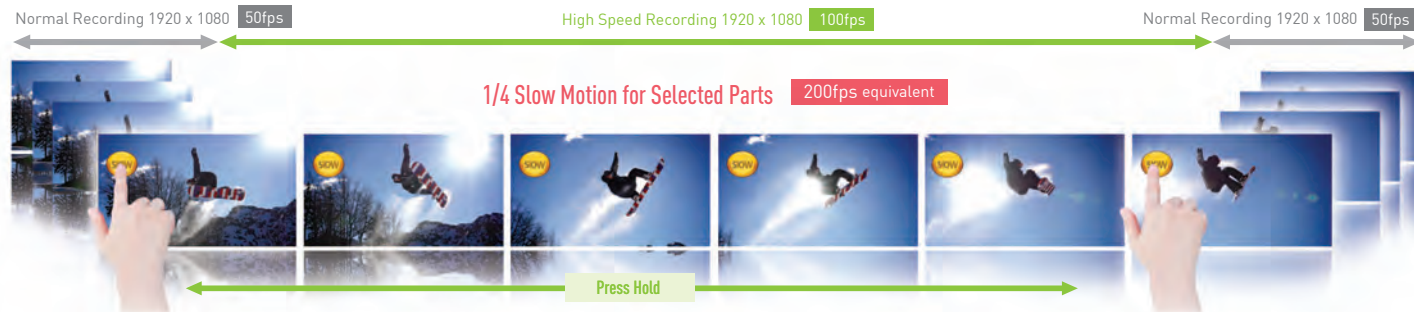 Normal Recording 1920 x 1080 50fps
High Speed Recording 1920 x 1080 100fps
Normal Recording 1920 x 1080 50fps
1/4 Slow Motion for Selected Parts 200fps equivalent
SLOW
SLOW
SLOW
SLOW
SLOW
SLOW
Press Hold